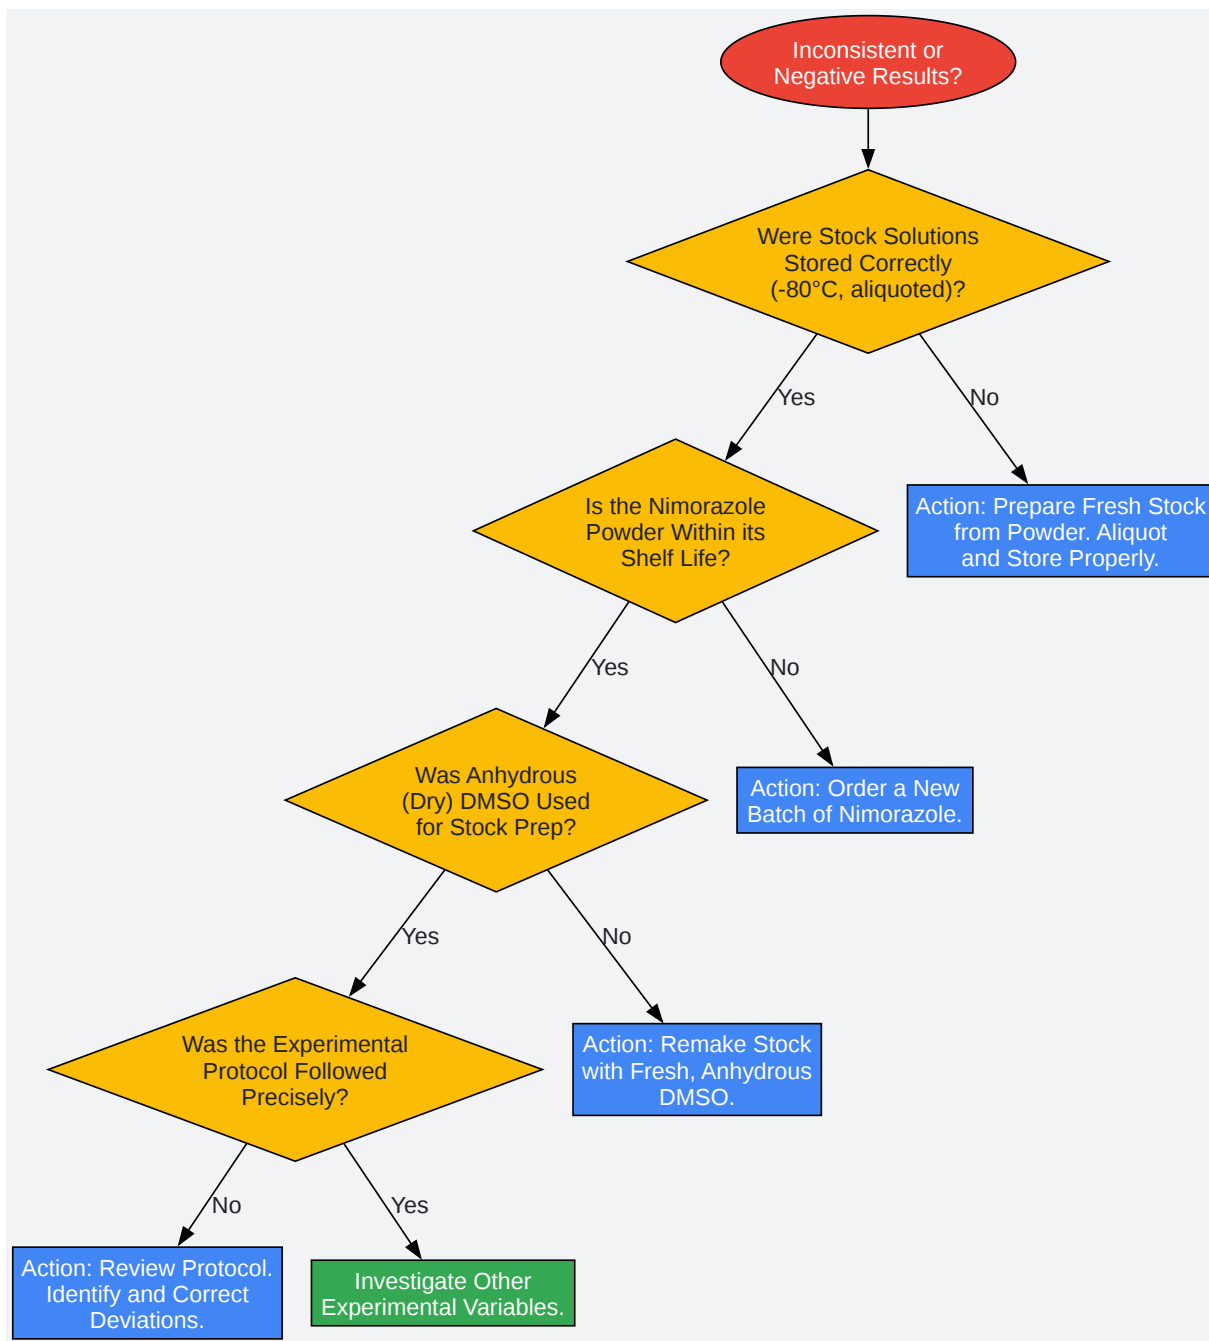 Inconsistent or
Negative Results?
Were Stock Solutions
Stored Correctly
(-80°C, aliquoted)?
Yes
No
Is the Nimorazole
Powder Within its
Shelf Life?
Action: Prepare Fresh Stock
from Powder. Aliquot
and Store Properly.
Yes
No
Was Anhydrous
(Dry) DMSO Used
for Stock Prep?
Action: Order a New
Batch of Nimorazole.
Yes
No
Was the Experimental
Protocol Followed
Precisely?
Action: Remake Stock
with Fresh, Anhydrous
DMSO.
No
Yes
Action: Review Protocol.
Identify and Correct
Deviations.
Investigate Other
Experimental Variables.